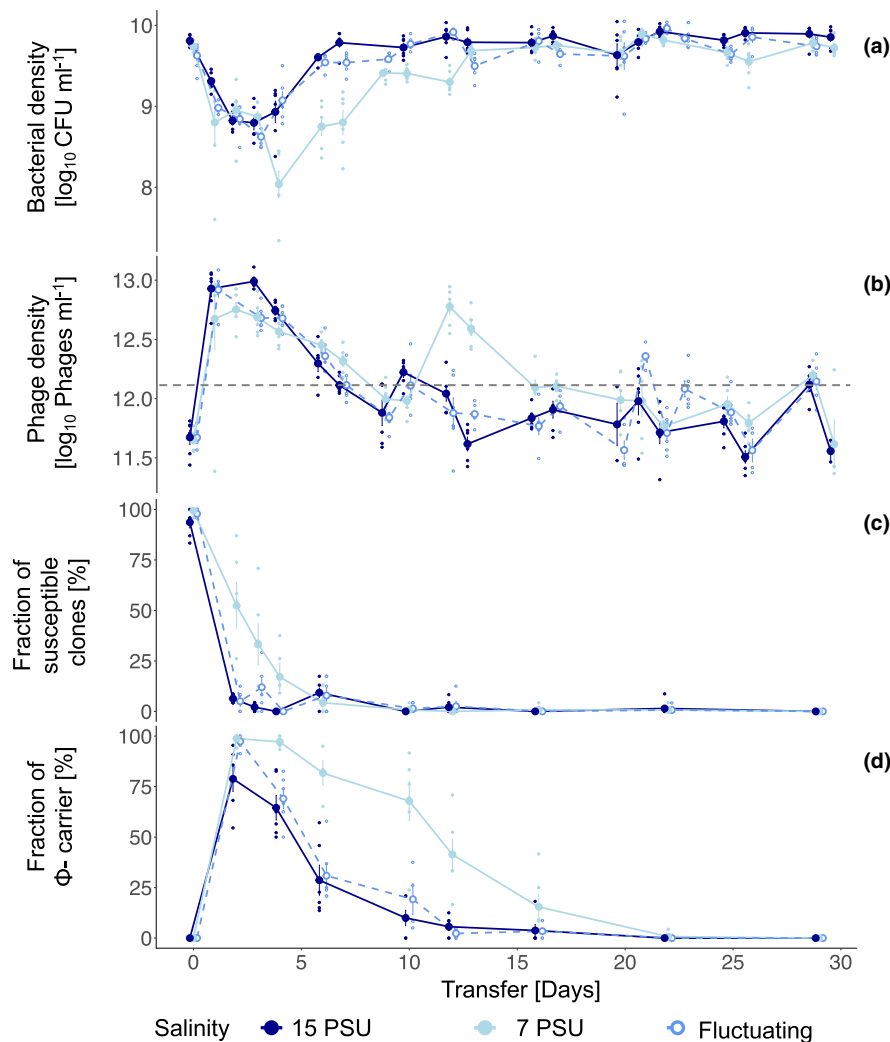 (a)
Bacterial density
[log₁₀ CFU ml⁻¹]
10
9
8
(b)
Phage density
[log₁₀ Phages ml⁻¹]
13.0
12.5
12.0
11.5
(c)
Fraction of
susceptible
clones [%]
100
75
50
25
0
(d)
Fraction of
Φ- carrier [%]
100
75
50
25
0
0 5 10 15 20 25 30
Transfer [Days]
Salinity 15 PSU 7 PSU Fluctuating